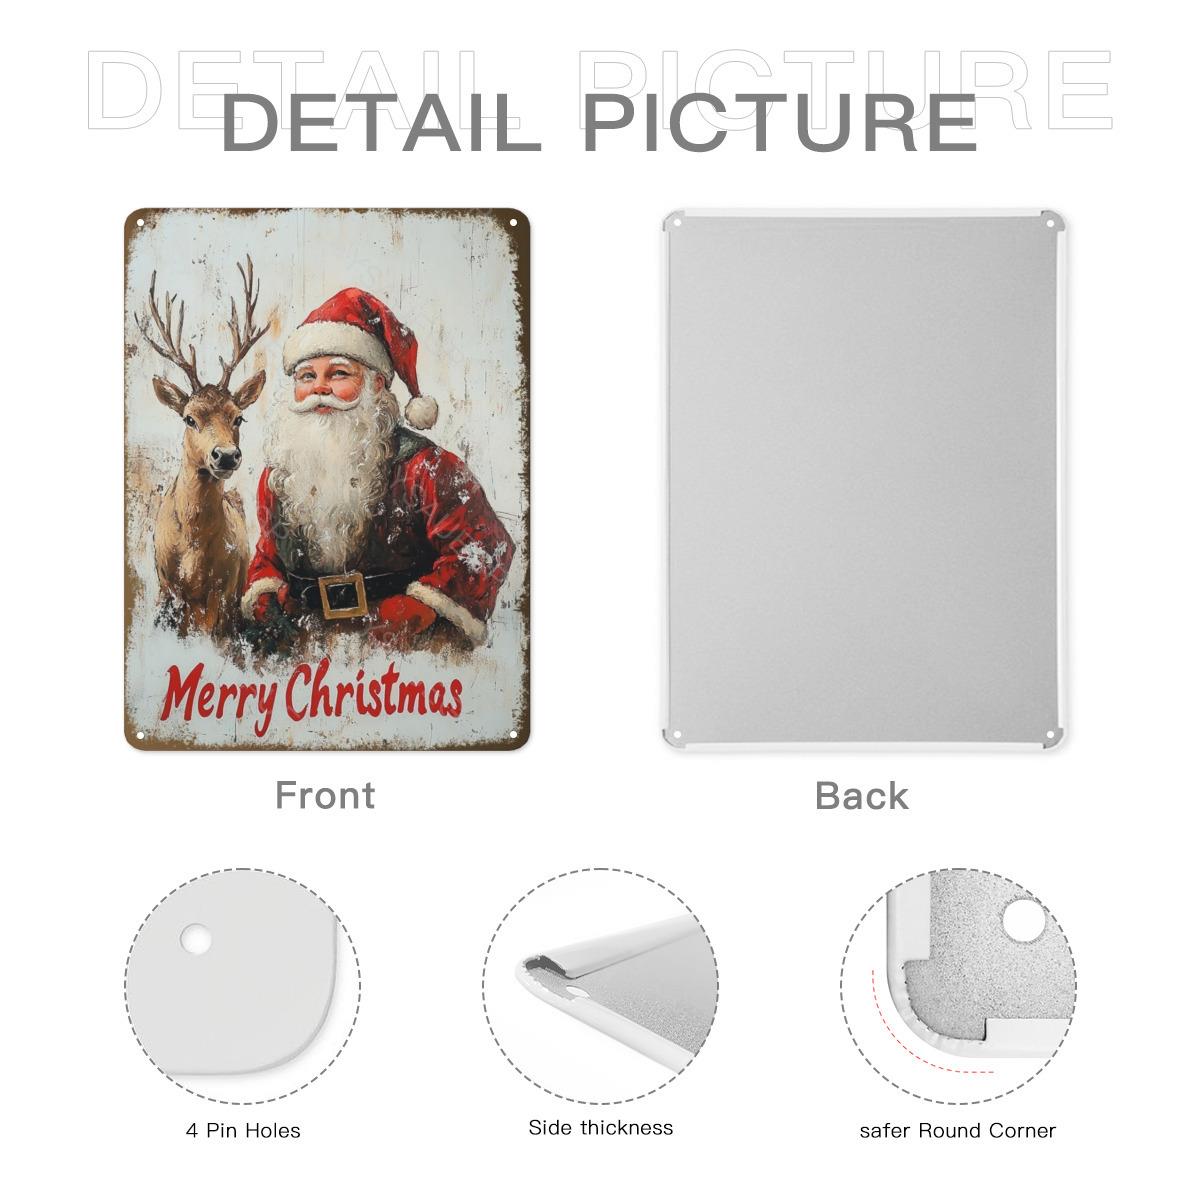 DETAIL PICTURE
DETAIL PICTURE
Merry Christmas
Front
Back
4 Pin Holes
Side thickness
safer Round Corner